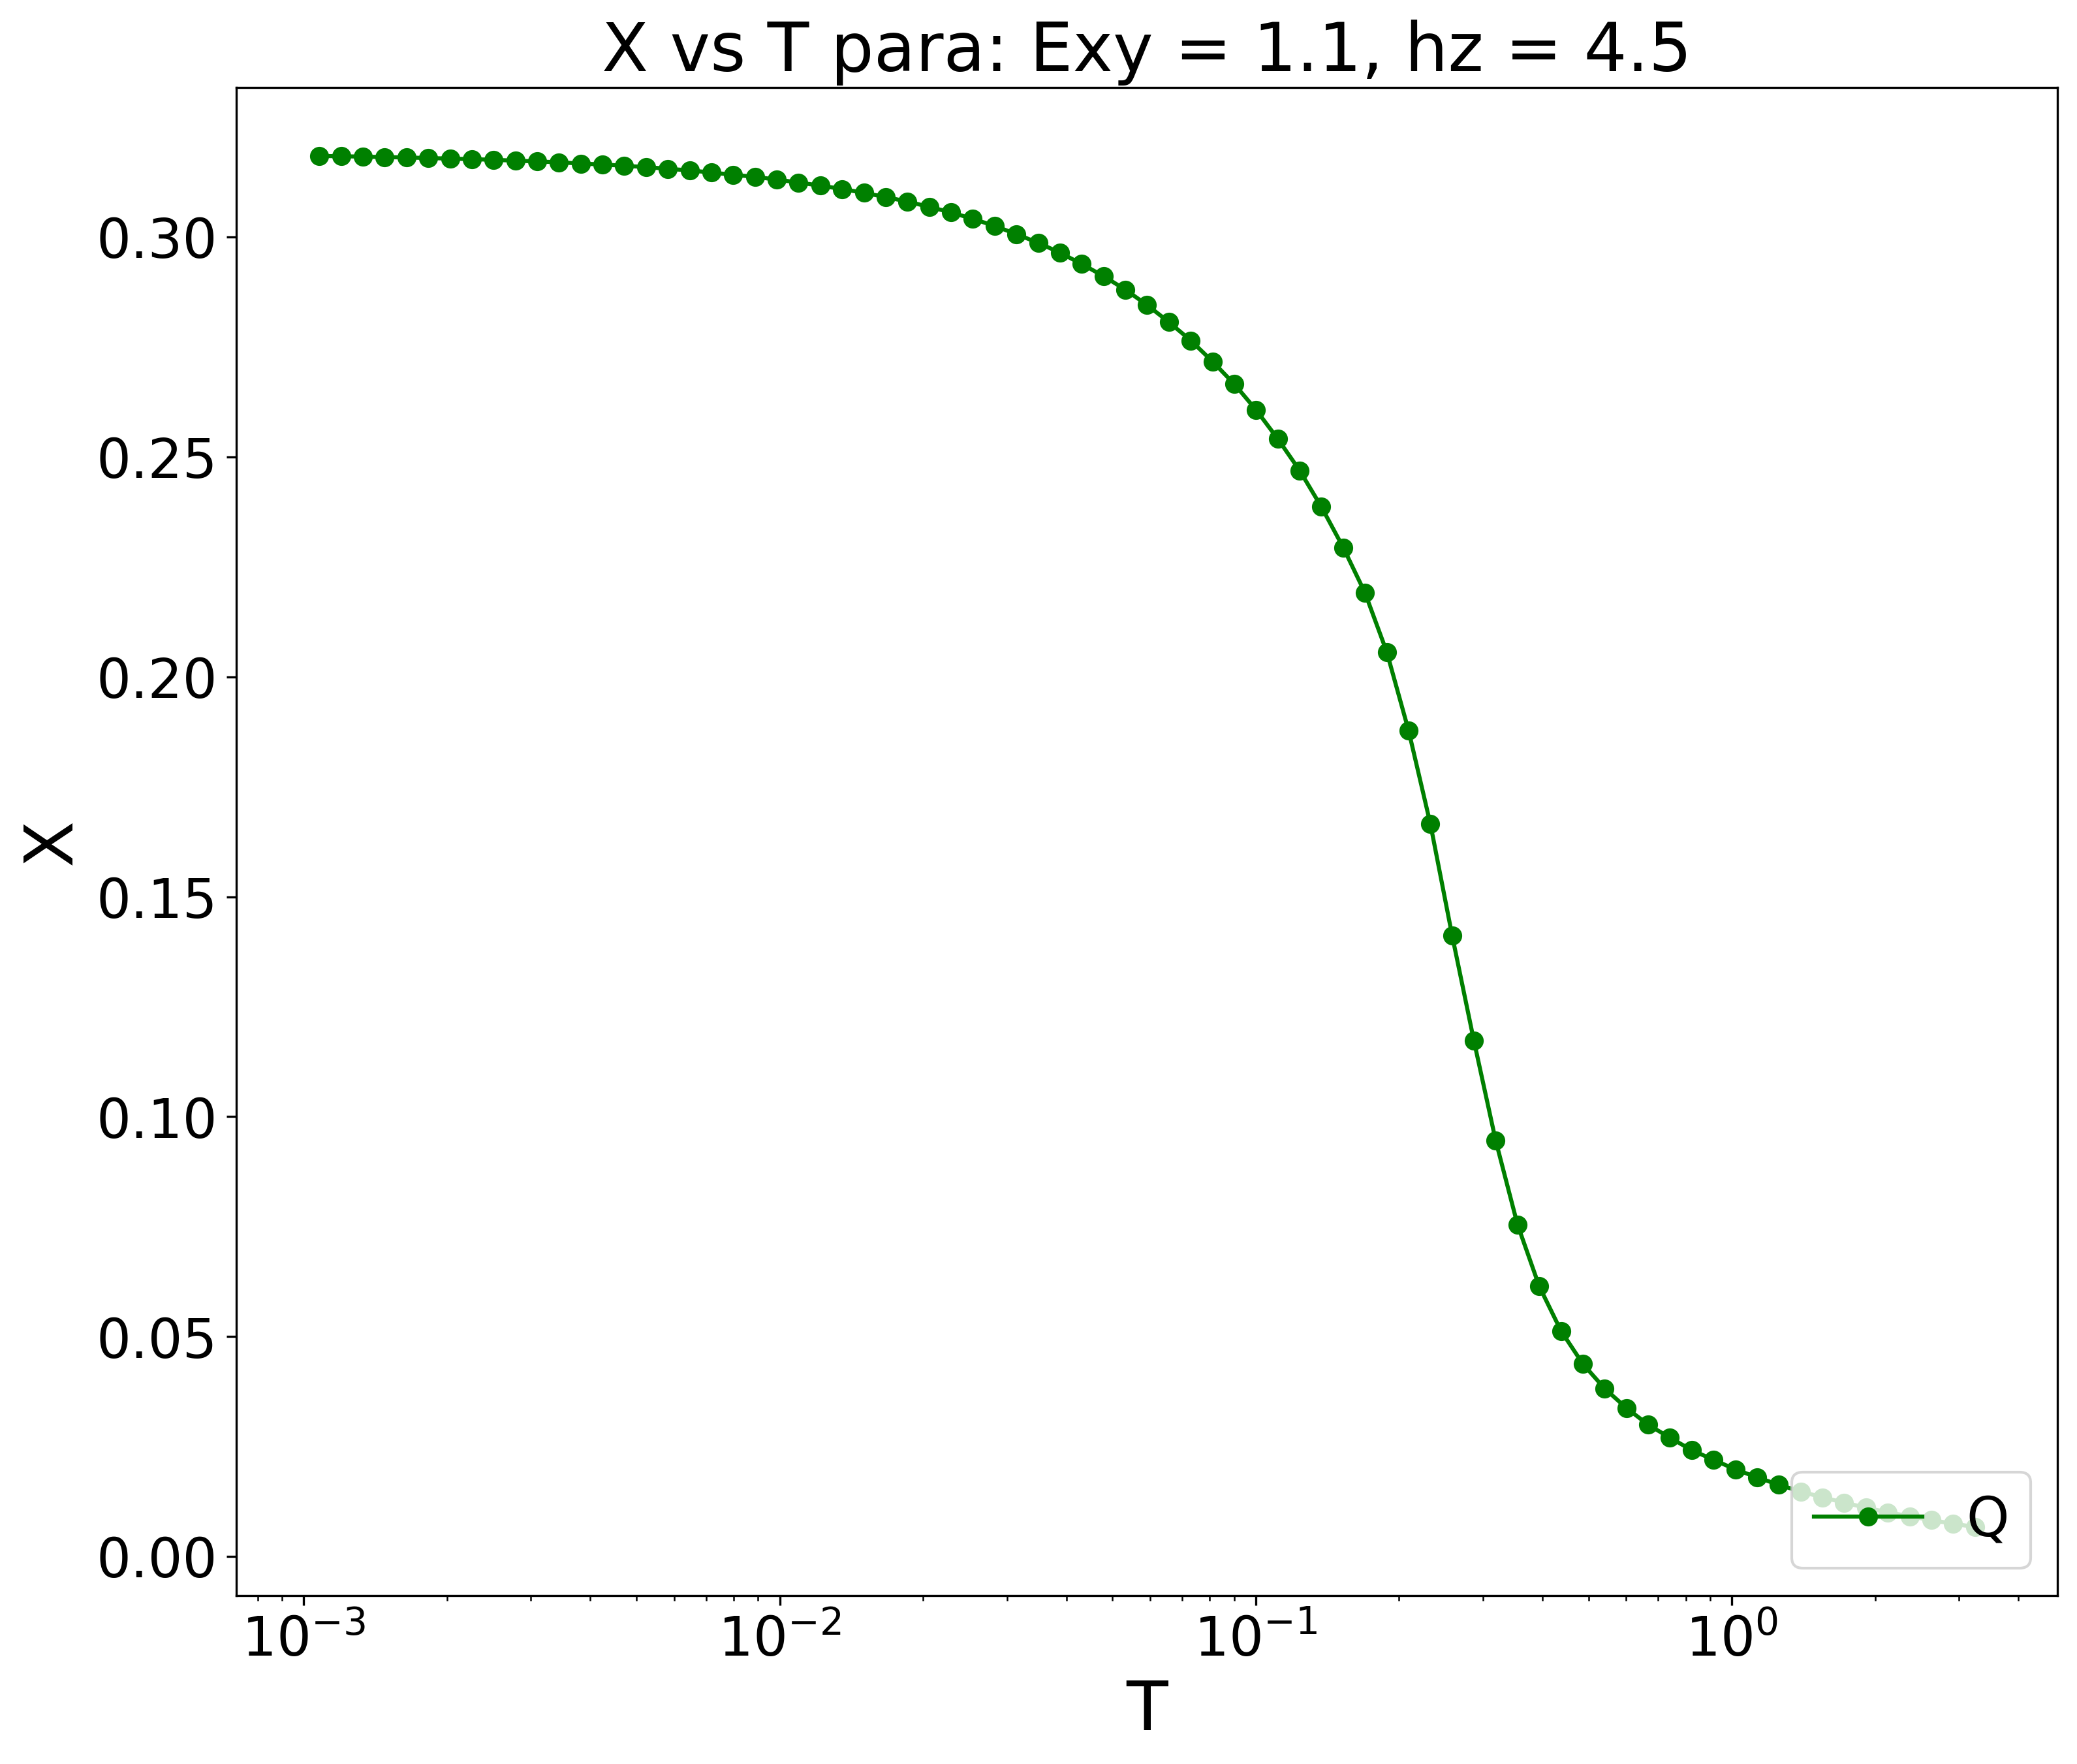 X vs T para: Exy = 1.1, hz = 4.5
X
0.30
0.25
0.20
0.15
0.10
0.05
0.00
Q
10⁻³ 10⁻² 10⁻¹ 10⁰
T